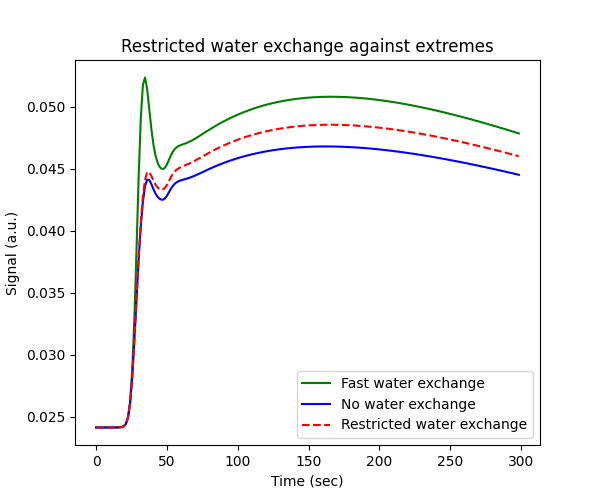 Restricted water exchange against extremes
Signal (a.u.)
0.050
0.045
0.040
0.035
0.030
0.025
Fast water exchange
No water exchange
Restricted water exchange
0 50 100 150 200 250 300
Time (sec)